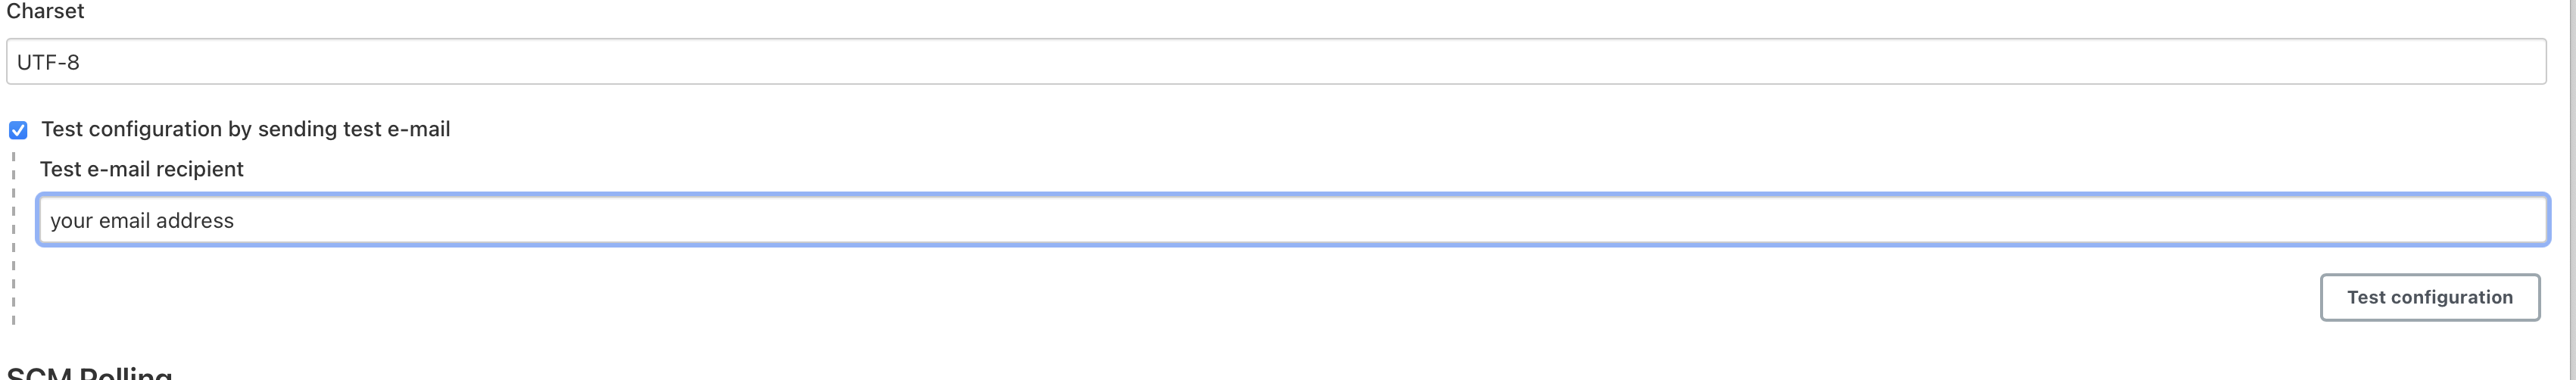 Charset
UTF-8
Test configuration by sending test e-mail
Test e-mail recipient
your email address
Test configuration
SCM Polling